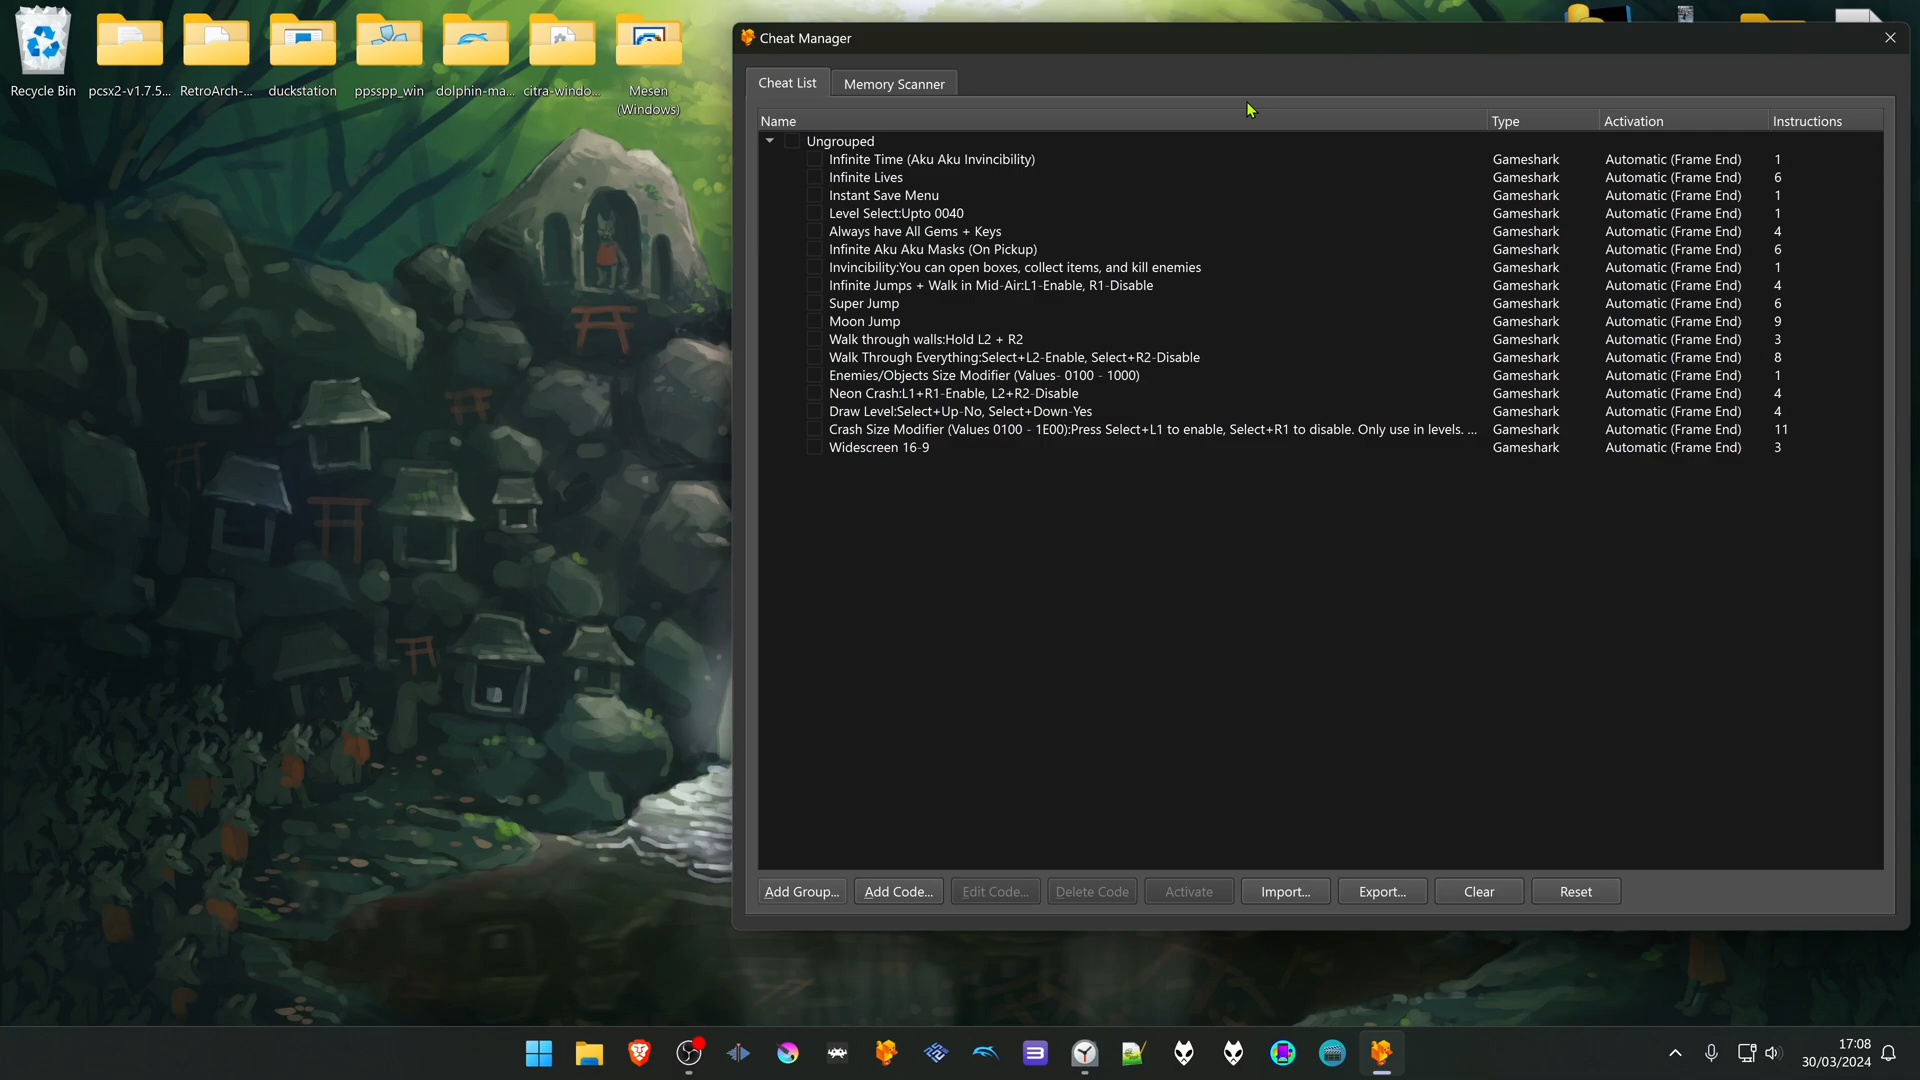 Recycle Bin
pcsx2-v1.7.5...
RetroArch-...
duckstation
ppsspp_win
dolphin-ma...
citra-windo...
Mesen
(Windows)
Cheat Manager
Cheat List
Memory Scanner
Name Type Activation Instructions
Ungrouped
Infinite Time (Aku Aku Invincibility) Gameshark Automatic (Frame End) 1
Infinite Lives Gameshark Automatic (Frame End) 6
Instant Save Menu Gameshark Automatic (Frame End) 1
Level Select:Upto 0040 Gameshark Automatic (Frame End) 1
Always have All Gems + Keys Gameshark Automatic (Frame End) 4
Infinite Aku Aku Masks (On Pickup) Gameshark Automatic (Frame End) 6
Invincibility:You can open boxes, collect items, and kill enemies Gameshark Automatic (Frame End) 1
Infinite Jumps + Walk in Mid-Air:L1-Enable, R1-Disable Gameshark Automatic (Frame End) 4
Super Jump Gameshark Automatic (Frame End) 6
Moon Jump Gameshark Automatic (Frame End) 9
Walk through walls:Hold L2 + R2 Gameshark Automatic (Frame End) 3
Walk Through Everything:Select+L2-Enable, Select+R2-Disable Gameshark Automatic (Frame End) 8
Enemies/Objects Size Modifier (Values- 0100 - 1000) Gameshark Automatic (Frame End) 1
Neon Crash:L1+R1-Enable, L2+R2-Disable Gameshark Automatic (Frame End) 4
Draw Level:Select+Up-No, Select+Down-Yes Gameshark Automatic (Frame End) 4
Crash Size Modifier (Values 0100 - 1E00):Press Select+L1 to enable, Select+R1 to disable. Only use in levels. ... Gameshark Automatic (Frame End) 11
Widescreen 16-9 Gameshark Automatic (Frame End) 3
Add Group... Add Code... Edit Code... Delete Code Activate Import... Export... Clear Reset
17:08
30/03/2024